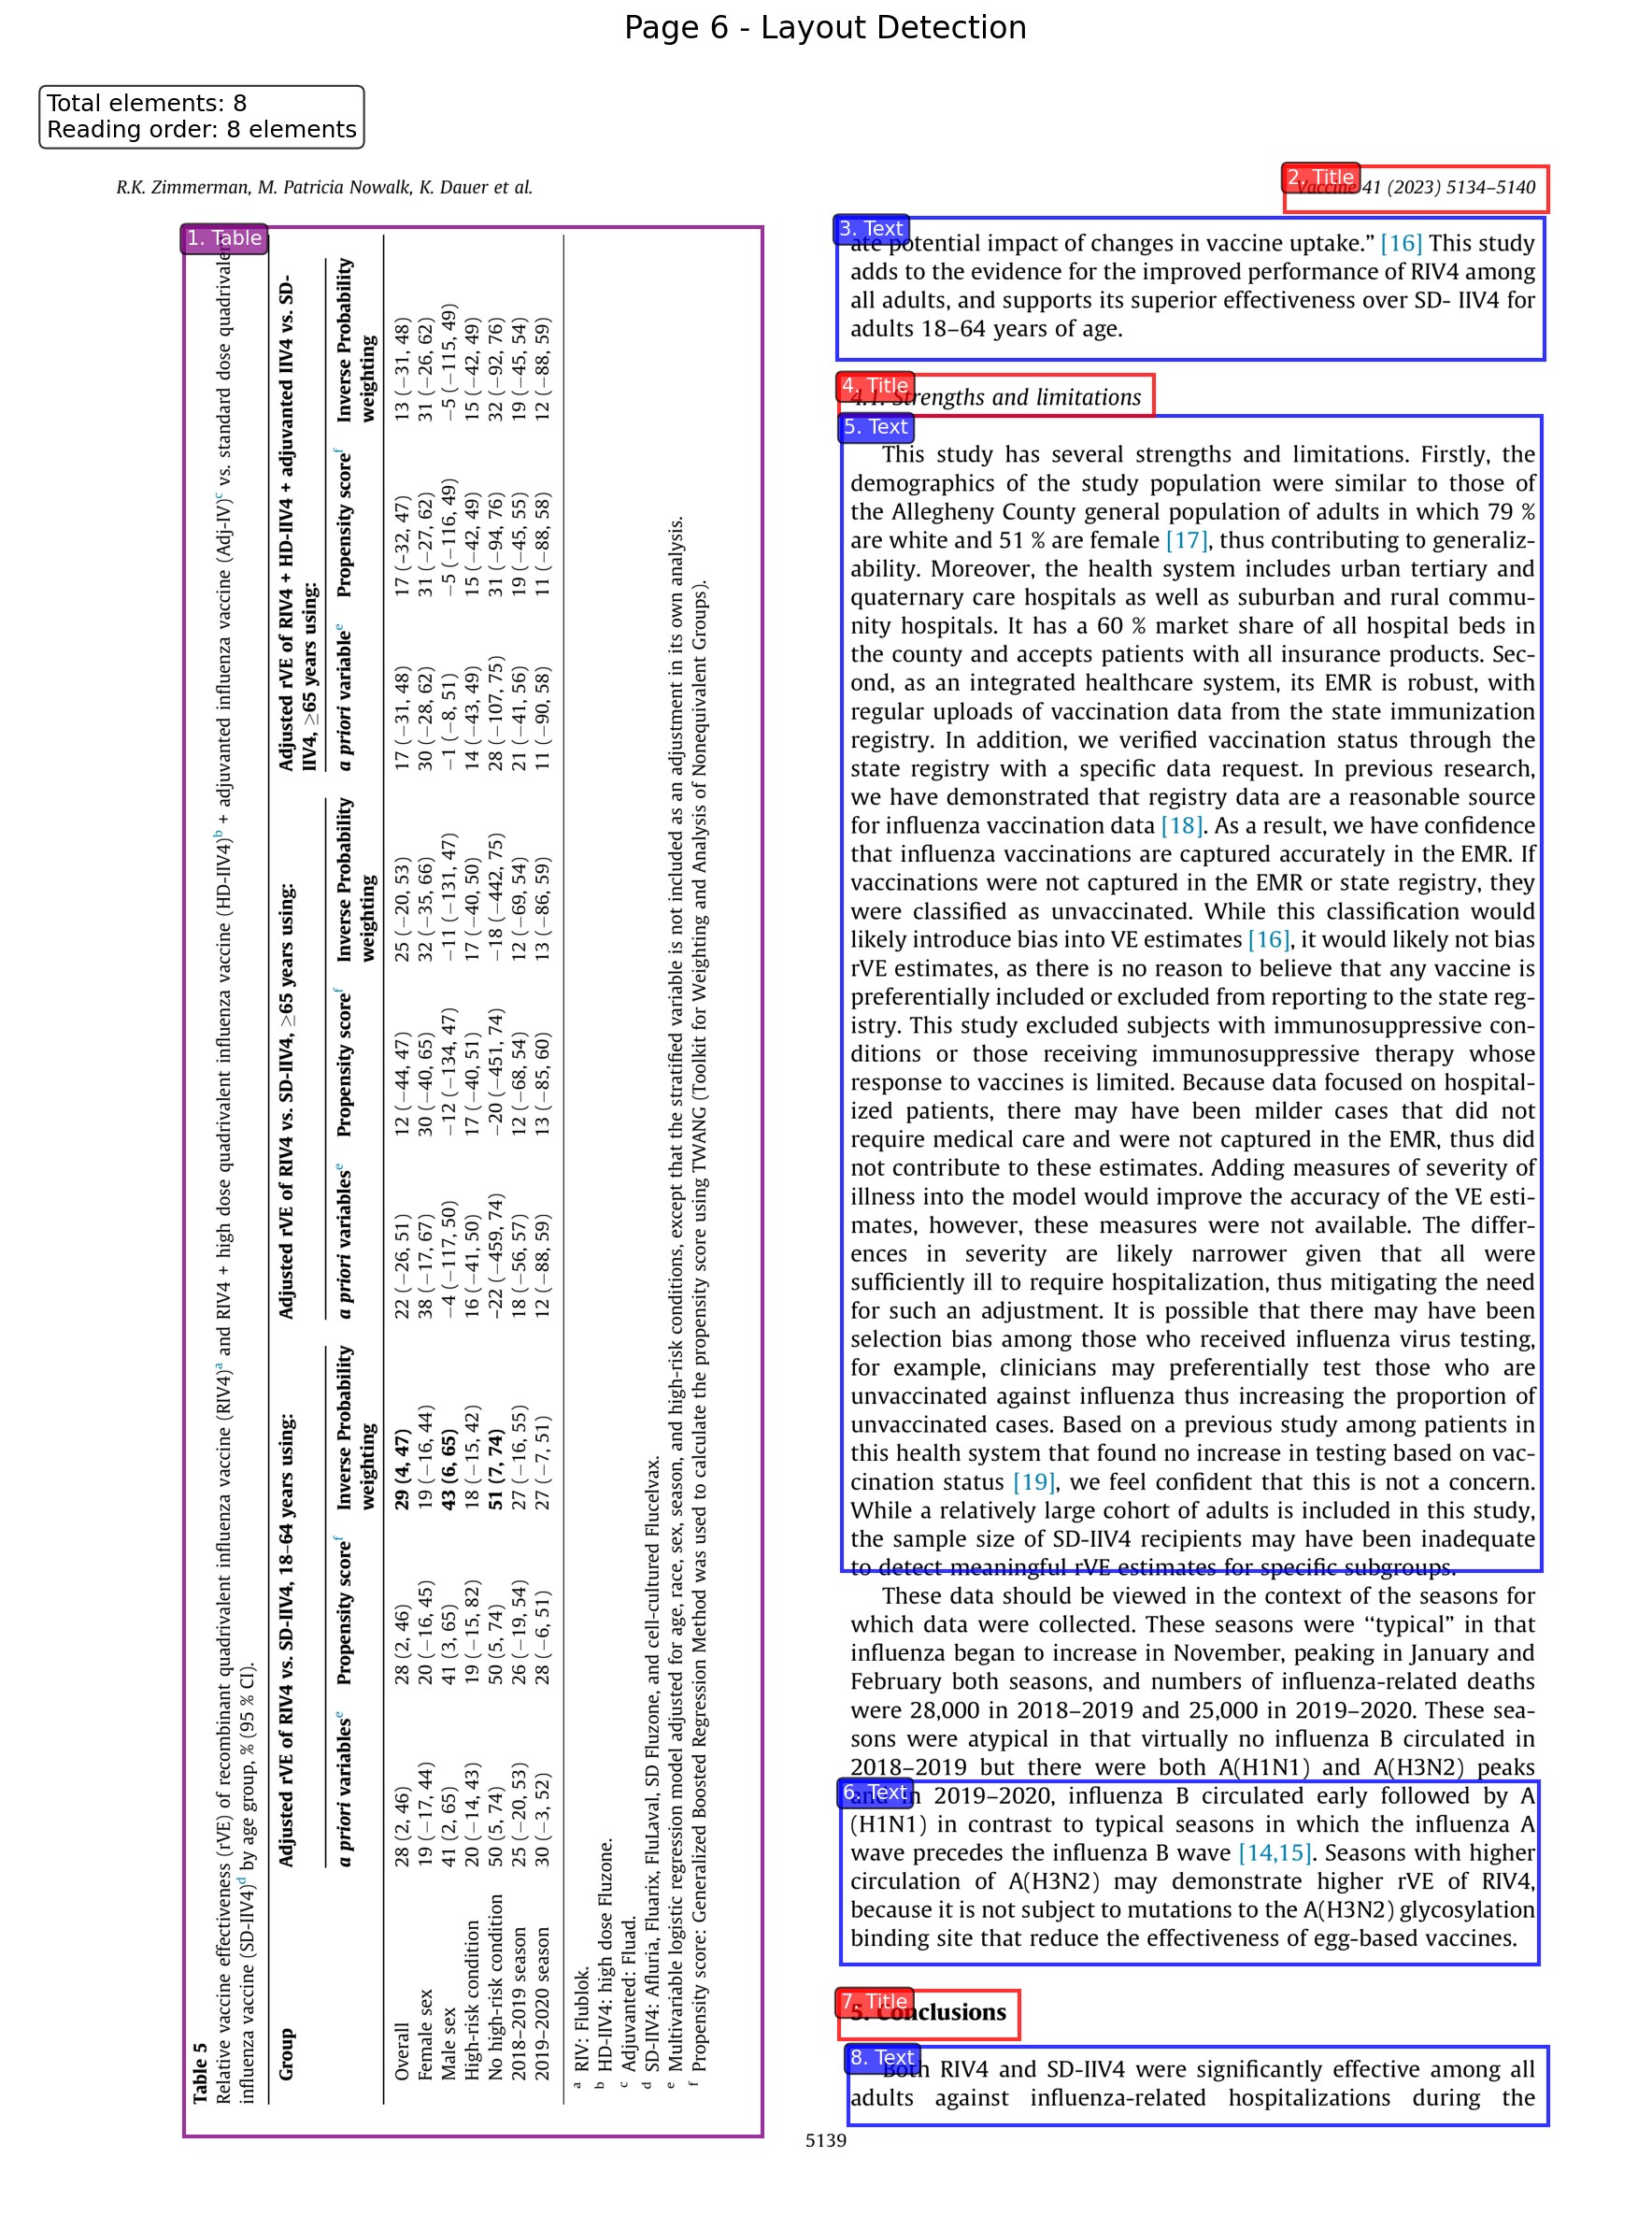 Page 6 - Layout Detection
Total elements: 8
Reading order: 8 elements
R.K. Zimmerman, M. Patricia Nowalk, K. Dauer et al.
2. Title
Vaccine 41 (2023) 5134–5140
1. Table
Table 5
Relative vaccine effectiveness (rVE) of recombinant quadrivalent influenza vaccine (RIV4)a and RIV4 + high dose quadrivalent influenza vaccine (HD-IIV4)b + adjuvanted influenza vaccine (Adj-IV)c vs. standard dose quadrivalent
influenza vaccine (SD-IIV4)d by age group, % (95 % CI).
Group Adjusted rVE of RIV4 vs. SD-IIV4, 18–64 years using: Adjusted rVE of RIV4 vs. SD-IIV4, ≥65 years using: Adjusted rVE of RIV4 + HD-IIV4 + adjuvanted IIV4 vs. SD-
IIV4, ≥65 years using:
a priori variablese Propensity scoref Inverse Probability a priori variablese Propensity scoref Inverse Probability a priori variablee Propensity scoref Inverse Probability
weighting weighting weighting
Overall 28 (2, 46) 28 (2, 46) 29 (4, 47) 22 (−26, 51) 12 (−44, 47) 25 (−20, 53) 17 (−31, 48) 17 (−32, 47) 13 (−31, 48)
Female sex 19 (−17, 44) 20 (−16, 45) 19 (−16, 44) 38 (−17, 67) 30 (−40, 65) 32 (−35, 66) 30 (−28, 62) 31 (−27, 62) 31 (−26, 62)
Male sex 41 (2, 65) 41 (3, 65) 43 (6, 65) −4 (−117, 50) −12 (−134, 47) −11 (−131, 47) −1 (−8, 51) −5 (−116, 49) −5 (−115, 49)
High-risk condition 20 (−14, 43) 19 (−15, 82) 18 (−15, 42) 16 (−41, 50) 17 (−40, 51) 17 (−40, 50) 14 (−43, 49) 15 (−42, 49) 15 (−42, 49)
No high-risk condition 50 (5, 74) 50 (5, 74) 51 (7, 74) −22 (−459, 74) −20 (−451, 74) −18 (−442, 75) 28 (−107, 75) 31 (−94, 76) 32 (−92, 76)
2018–2019 season 25 (−20, 53) 26 (−19, 54) 27 (−16, 55) 18 (−56, 57) 12 (−68, 54) 12 (−69, 54) 21 (−41, 56) 19 (−45, 55) 19 (−45, 54)
2019–2020 season 30 (−3, 52) 28 (−6, 51) 27 (−7, 51) 12 (−88, 59) 13 (−85, 60) 13 (−86, 59) 11 (−90, 58) 11 (−88, 58) 12 (−88, 59)
a RIV: Flublok.
b HD-IIV4: high dose Fluzone.
c Adjuvanted: Fluad.
d SD-IIV4: Afluria, Fluarix, FluLaval, SD Fluzone, and cell-cultured Flucelvax.
e Multivariable logistic regression model adjusted for age, race, sex, season, and high-risk conditions, except that the stratified variable is not included as an adjustment in its own analysis.
f Propensity score: Generalized Boosted Regression Method was used to calculate the propensity score using TWANG (Toolkit for Weighting and Analysis of Nonequivalent Groups).
3. Text
ate potential impact of changes in vaccine uptake.” [16] This study
adds to the evidence for the improved performance of RIV4 among
all adults, and supports its superior effectiveness over SD- IIV4 for
adults 18–64 years of age.
4. Title
4.1. Strengths and limitations
5. Text
This study has several strengths and limitations. Firstly, the
demographics of the study population were similar to those of
the Allegheny County general population of adults in which 79 %
are white and 51 % are female [17], thus contributing to generaliz-
ability. Moreover, the health system includes urban tertiary and
quaternary care hospitals as well as suburban and rural commu-
nity hospitals. It has a 60 % market share of all hospital beds in
the county and accepts patients with all insurance products. Sec-
ond, as an integrated healthcare system, its EMR is robust, with
regular uploads of vaccination data from the state immunization
registry. In addition, we verified vaccination status through the
state registry with a specific data request. In previous research,
we have demonstrated that registry data are a reasonable source
for influenza vaccination data [18]. As a result, we have confidence
that influenza vaccinations are captured accurately in the EMR. If
vaccinations were not captured in the EMR or state registry, they
were classified as unvaccinated. While this classification would
likely introduce bias into VE estimates [16], it would likely not bias
rVE estimates, as there is no reason to believe that any vaccine is
preferentially included or excluded from reporting to the state reg-
istry. This study excluded subjects with immunosuppressive con-
ditions or those receiving immunosuppressive therapy whose
response to vaccines is limited. Because data focused on hospital-
ized patients, there may have been milder cases that did not
require medical care and were not captured in the EMR, thus did
not contribute to these estimates. Adding measures of severity of
illness into the model would improve the accuracy of the VE esti-
mates, however, these measures were not available. The differ-
ences in severity are likely narrower given that all were
sufficiently ill to require hospitalization, thus mitigating the need
for such an adjustment. It is possible that there may have been
selection bias among those who received influenza virus testing,
for example, clinicians may preferentially test those who are
unvaccinated against influenza thus increasing the proportion of
unvaccinated cases. Based on a previous study among patients in
this health system that found no increase in testing based on vac-
cination status [19], we feel confident that this is not a concern.
While a relatively large cohort of adults is included in this study,
the sample size of SD-IIV4 recipients may have been inadequate
to detect meaningful rVE estimates for specific subgroups.
These data should be viewed in the context of the seasons for
which data were collected. These seasons were “typical” in that
influenza began to increase in November, peaking in January and
February both seasons, and numbers of influenza-related deaths
were 28,000 in 2018–2019 and 25,000 in 2019–2020. These sea-
sons were atypical in that virtually no influenza B circulated in
2018–2019 but there were both A(H1N1) and A(H3N2) peaks
6. Text
and in 2019–2020, influenza B circulated early followed by A
(H1N1) in contrast to typical seasons in which the influenza A
wave precedes the influenza B wave [14,15]. Seasons with higher
circulation of A(H3N2) may demonstrate higher rVE of RIV4,
because it is not subject to mutations to the A(H3N2) glycosylation
binding site that reduce the effectiveness of egg-based vaccines.
7. Title
5. Conclusions
8. Text
Both RIV4 and SD-IIV4 were significantly effective among all
adults against influenza-related hospitalizations during the
5139